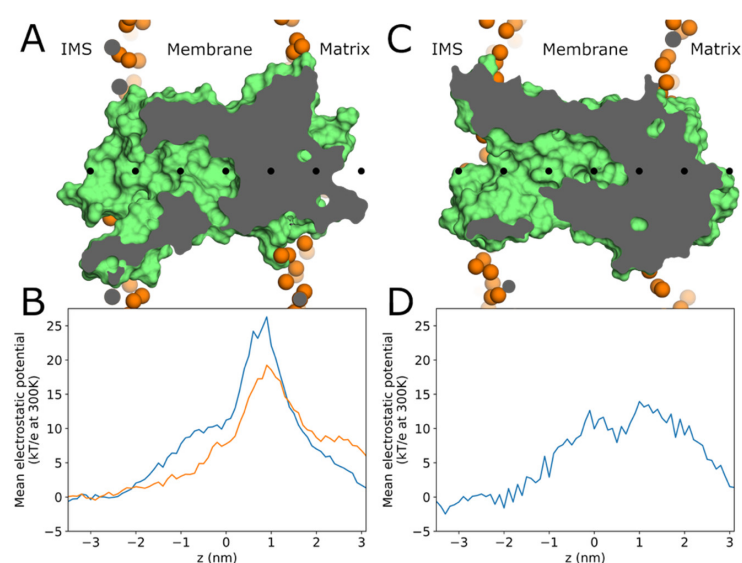 A
IMS
Membrane
Matrix
C
IMS
Membrane
Matrix
B
Mean electrostatic potential
(kT/e at 300K)
25
20
15
10
5
0
−5
−3
−2
−1
0
1
2
3
z (nm)
D
Mean electrostatic potential
(kT/e at 300K)
25
20
15
10
5
0
−5
−3
−2
−1
0
1
2
3
z (nm)